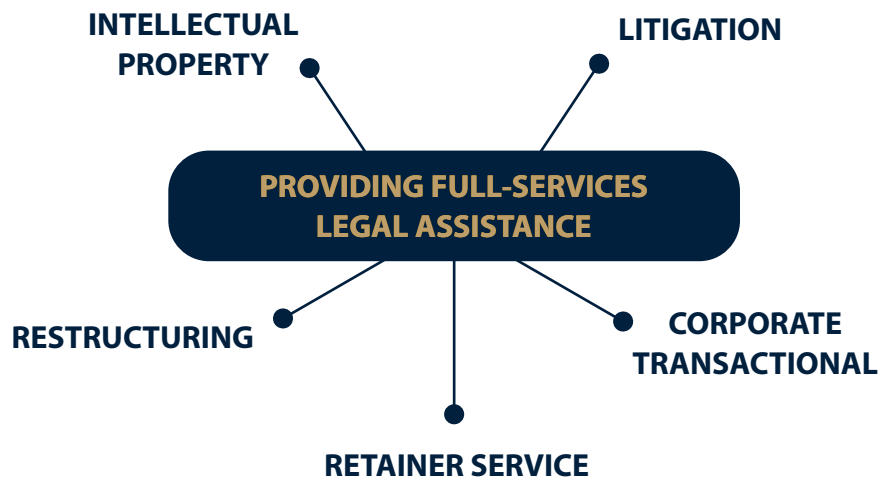 INTELLECTUAL
PROPERTY
LITIGATION
PROVIDING FULL-SERVICES
LEGAL ASSISTANCE
RESTRUCTURING
CORPORATE
TRANSACTIONAL
RETAINER SERVICE